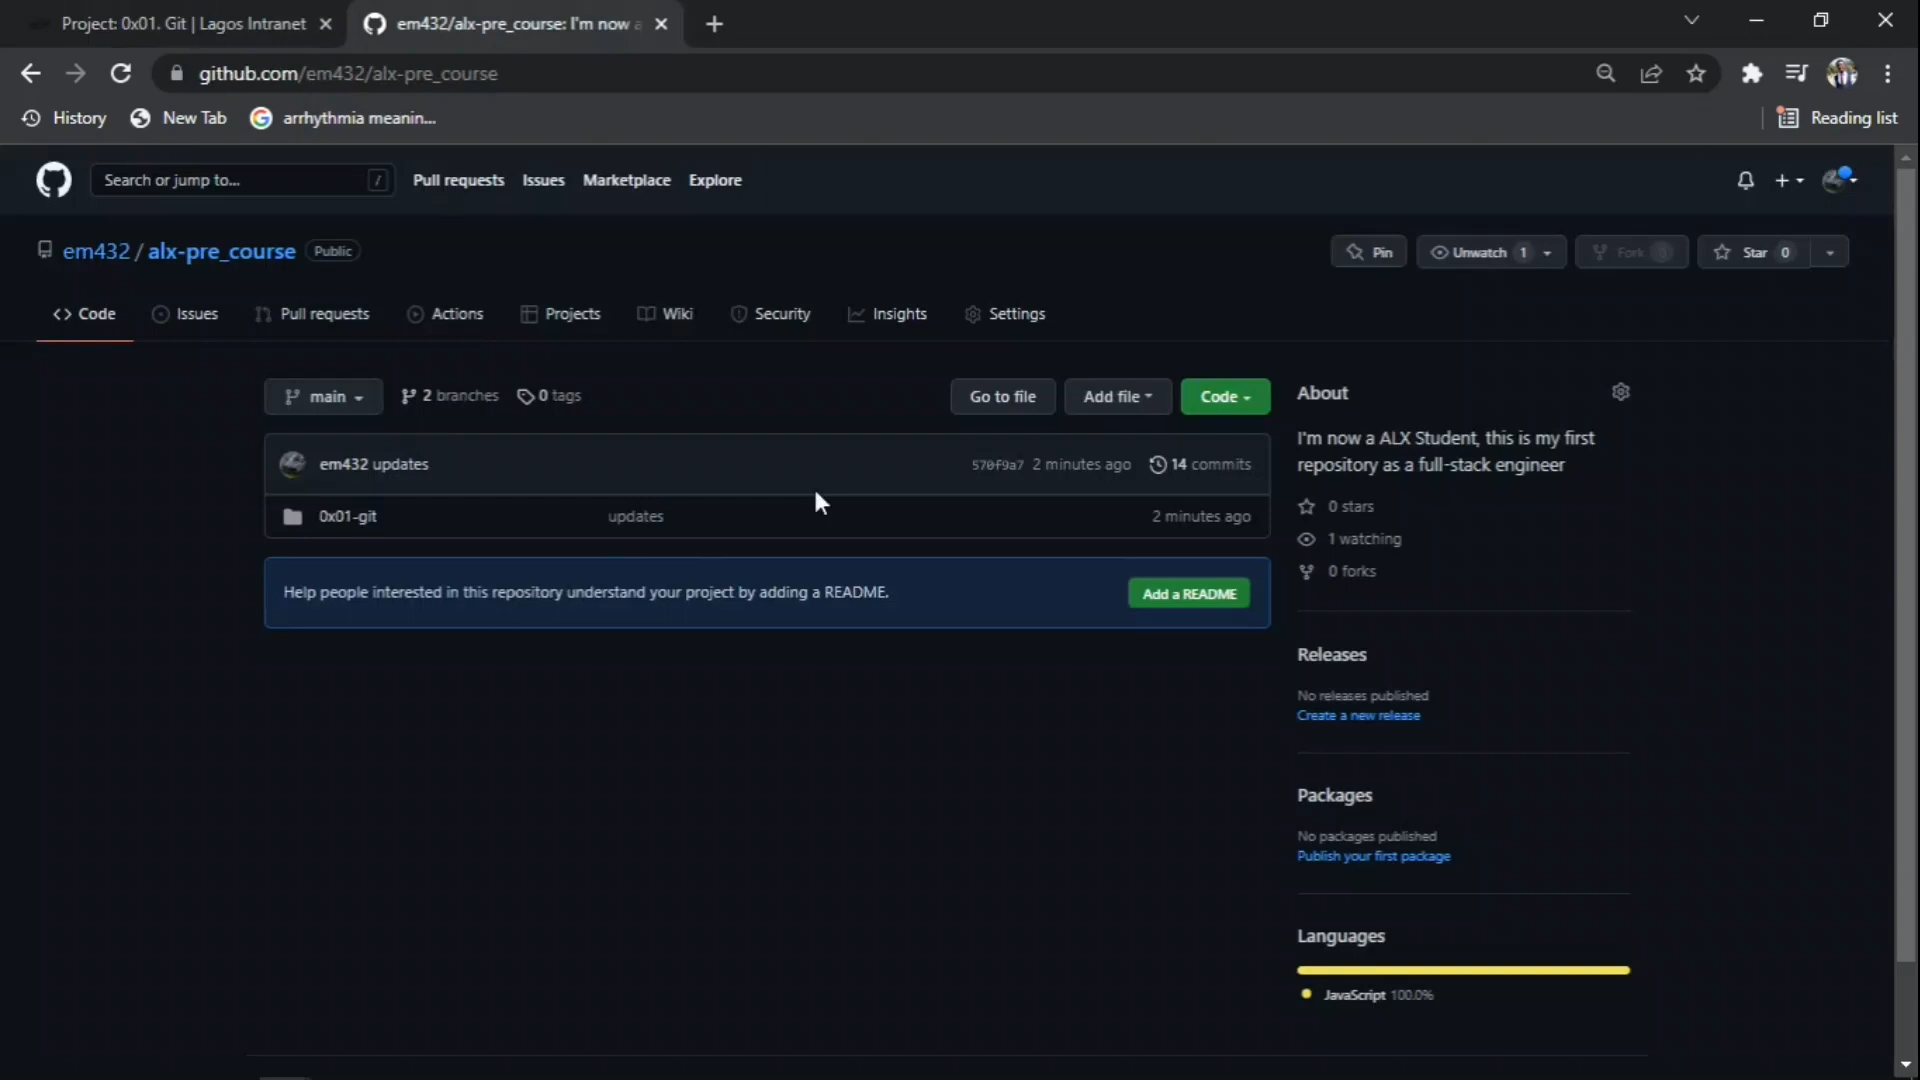 Project: 0x01. Git | Lagos Intranet
em432/alx-pre_course: I'm now
github.com/em432/alx-pre_course
History
New Tab
arrhythmia meanin...
Reading list
Search or jump to...
/
Pull requests
Issues
Marketplace
Explore
em432 / alx-pre_course
Public
Pin
Unwatch 1
Fork
Star 0
<> Code
Issues
Pull requests
Actions
Projects
Wiki
Security
Insights
Settings
main
2 branches
0 tags
Go to file
Add file
Code
About
I'm now a ALX Student, this is my first
repository as a full-stack engineer
em432 updates
570f9a7 2 minutes ago
14 commits
0x01-git
updates
2 minutes ago
0 stars
1 watching
0 forks
Help people interested in this repository understand your project by adding a README.
Add a README
Releases
No releases published
Create a new release
Packages
No packages published
Publish your first package
Languages
JavaScript 100.0%